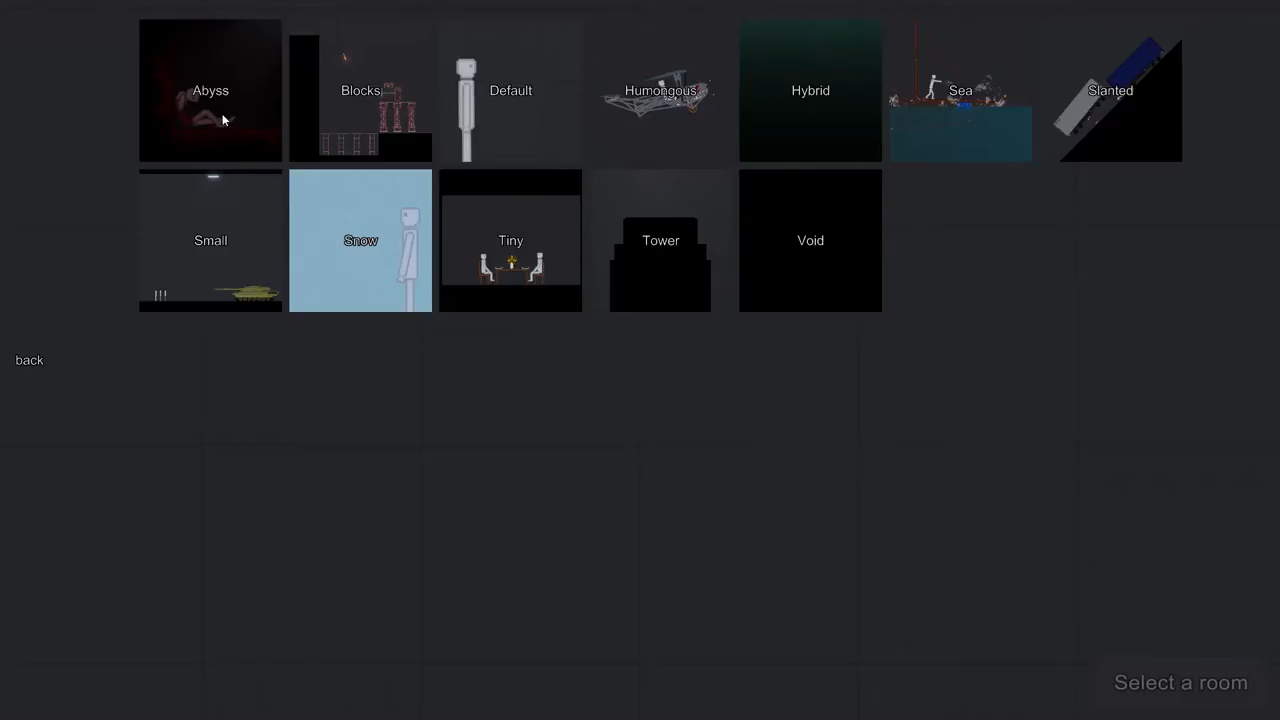 Abyss
Blocks
Default
Humongous
Hybrid
Sea
Slanted
Small
Snow
Tiny
Tower
Void
back
Select a room